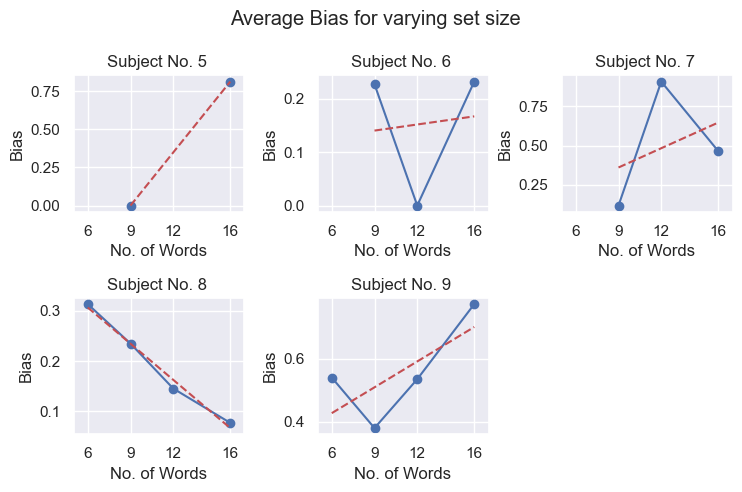 Average Bias for varying set size
Subject No. 5
Bias
0.75
0.50
0.25
0.00
6 9 12 16
No. of Words
Subject No. 6
Bias
0.2
0.1
0.0
6 9 12 16
No. of Words
Subject No. 7
Bias
0.75
0.50
0.25
6 9 12 16
No. of Words
Subject No. 8
Bias
0.3
0.2
0.1
6 9 12 16
No. of Words
Subject No. 9
Bias
0.6
0.4
6 9 12 16
No. of Words